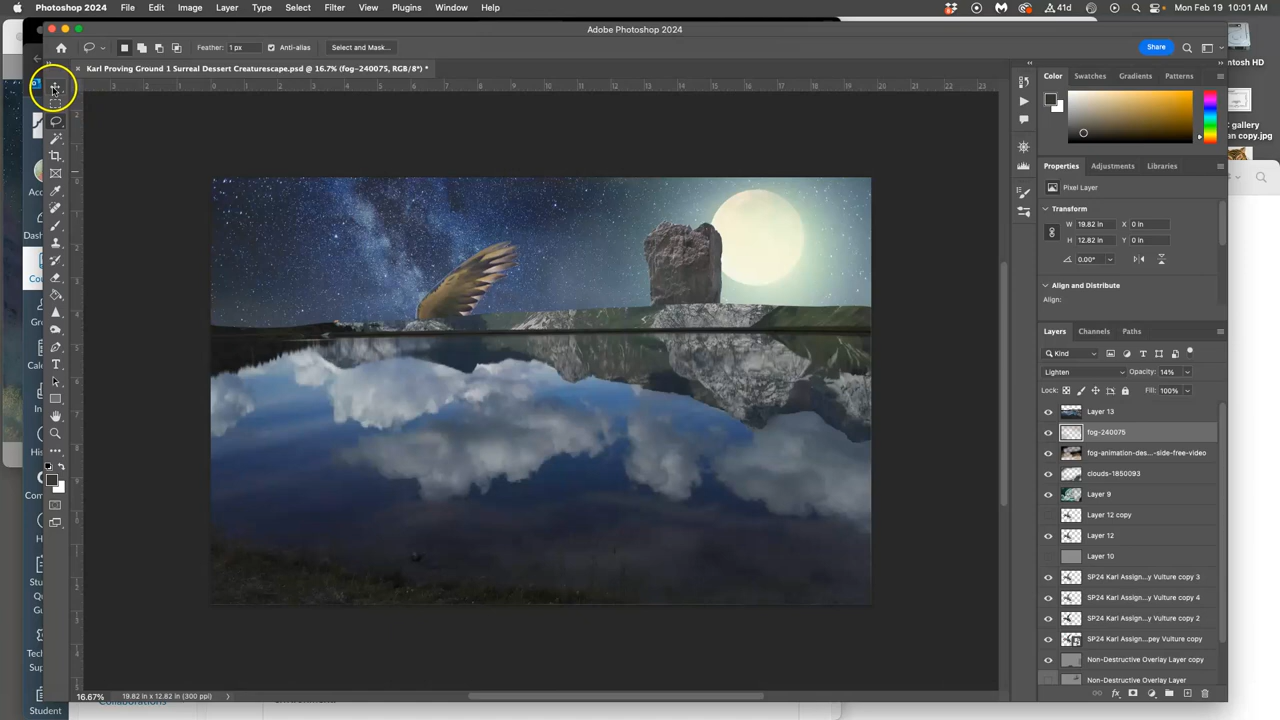 Photoshop 2024 File Edit Image Layer Type Select Filter View Plugins Window Help 41d Mon Feb 19 10:01 AM
Adobe Photoshop 2024
Feather: 1 px Anti-alias Select and Mask... Share
Karl Proving Ground 1 Surreal Dessert Creaturescape.psd @ 16.7% (fog-240075, RGB/8*) *
Color Swatches Gradients Patterns
Properties Adjustments Libraries
Pixel Layer
Transform
W 19.82 in X 0 in
H 12.82 in Y 0 in
0.00°
Align and Distribute
Align:
Layers Channels Paths
Kind
Lighten Opacity: 14%
Lock: Fill: 100%
Layer 13
fog-240075
fog-animation-des...-side-free-video
clouds-1850093
Layer 9
Layer 12 copy
Layer 12
Layer 10
SP24 Karl Assign...y Vulture copy 3
SP24 Karl Assign...y Vulture copy 4
SP24 Karl Assign...y Vulture copy 2
SP24 Karl Assign...pey Vulture copy
Non-Destructive Overlay Layer copy
Non-Destructive Overlay Layer
16.67% 19.82 in x 12.82 in (300 ppi)
Collaborations
Student
gallery
copy.jpg